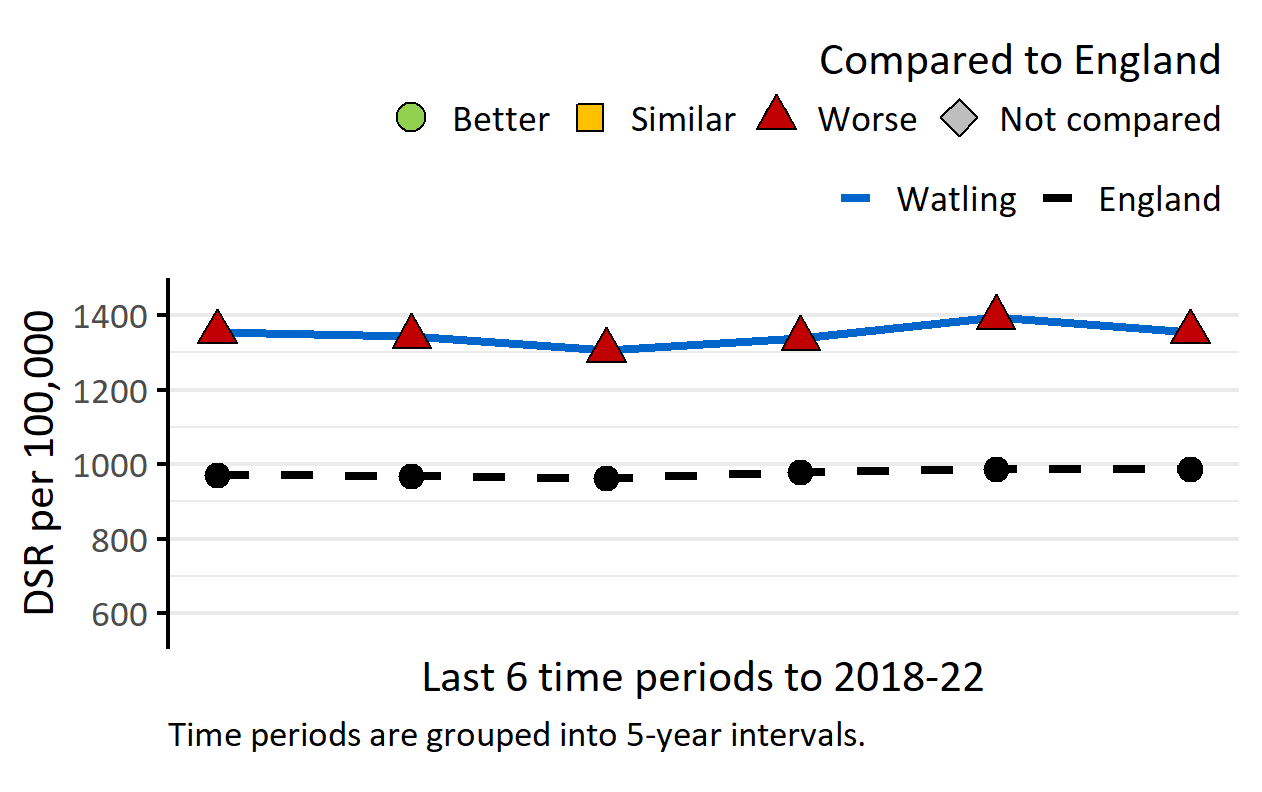 Compared to England
Better Similar Worse Not compared
Watling England
DSR per 100,000
1400
1200
1000
800
600
Last 6 time periods to 2018-22
Time periods are grouped into 5-year intervals.